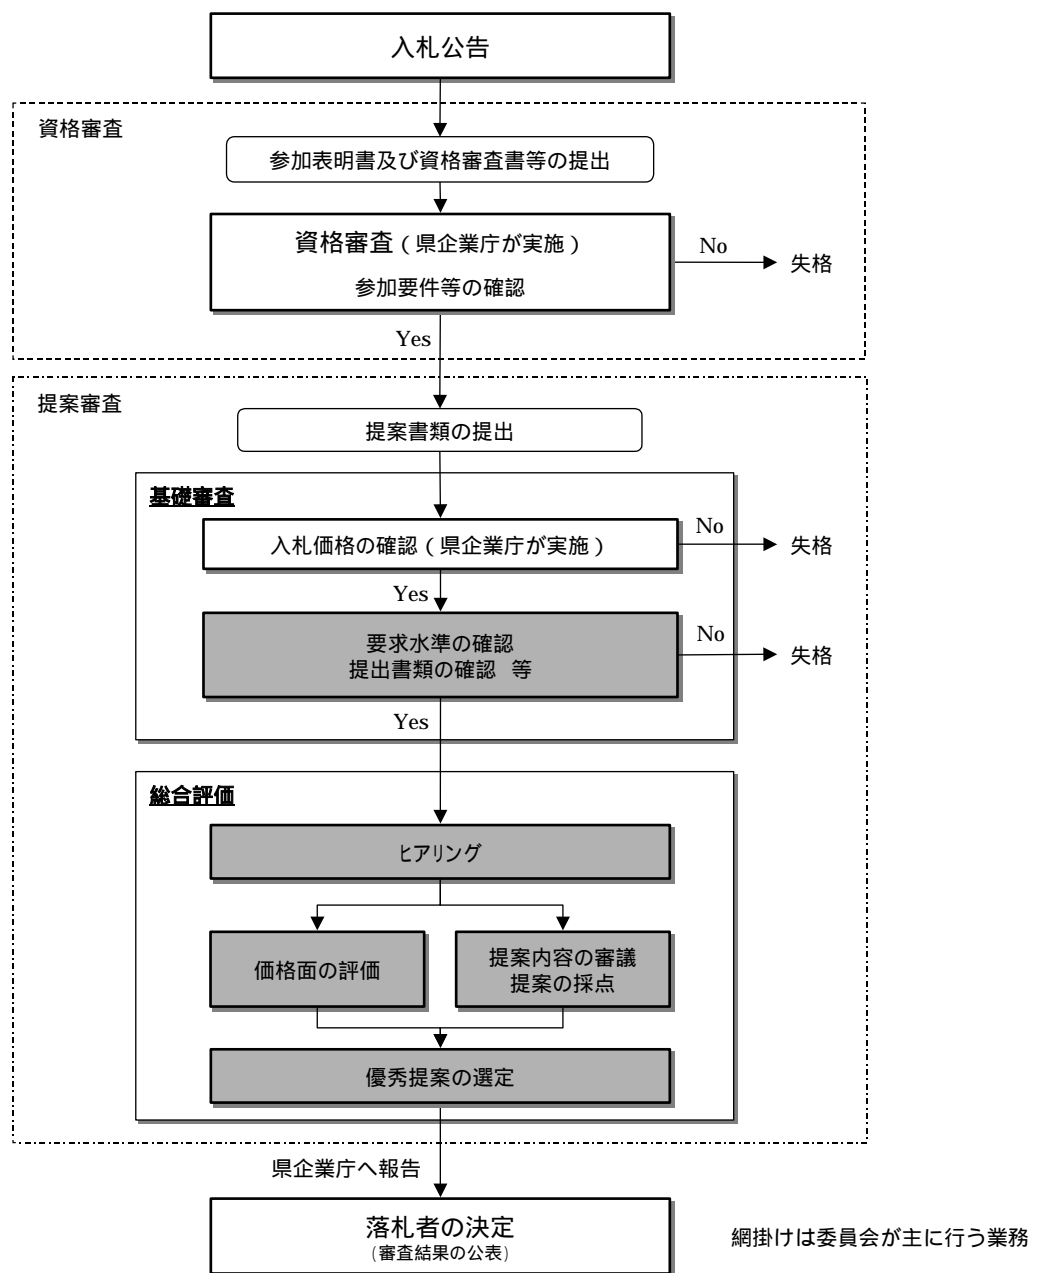 入札公告
資格審査
参加表明書及び資格審査書等の提出
資格審査(県企業庁が実施)
参加要件等の確認
No
失格
Yes
提案審査
提案書類の提出
基礎審査
入札価格の確認(県企業庁が実施)
No
失格
Yes
要求水準の確認
提出書類の確認 等
No
失格
Yes
総合評価
ヒアリング
価格面の評価
提案内容の審議
提案の採点
優秀提案の選定
県企業庁へ報告
落札者の決定
(審査結果の公表)
網掛けは委員会が主に行う業務